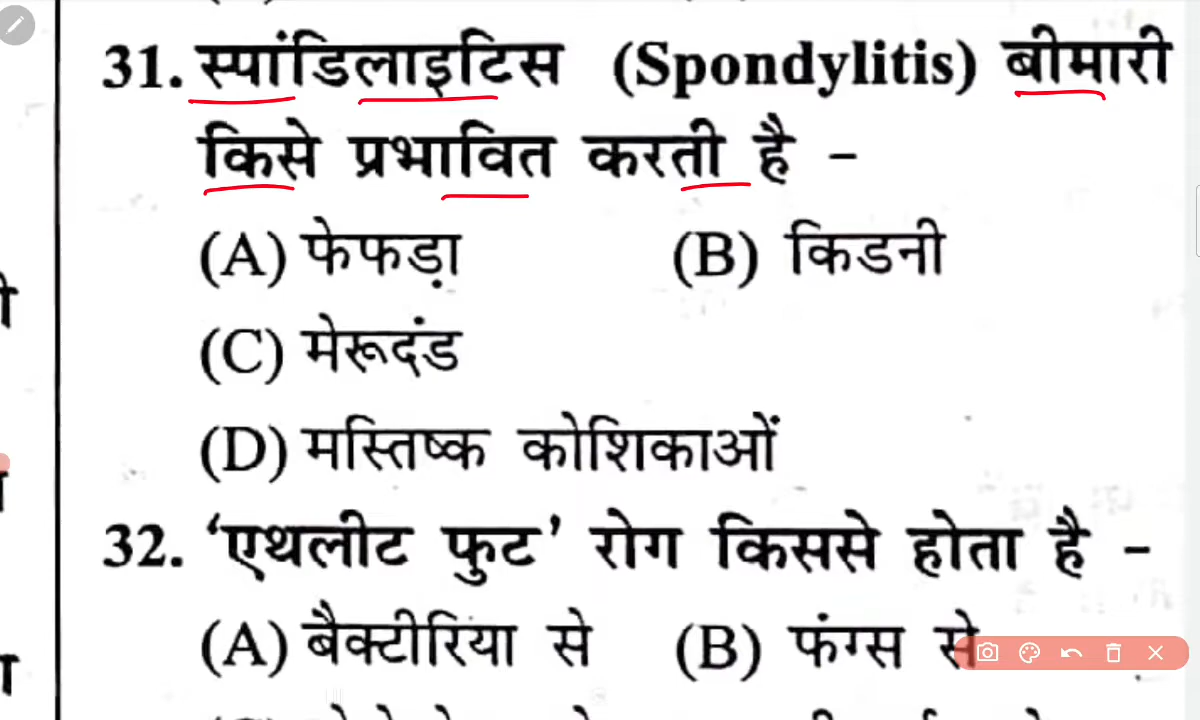 31. स्पांडिलाइटिस (Spondylitis) बीमारी
किसे प्रभावित करती है -
(A) फेफड़ा (B) किडनी
(C) मेरूदंड
(D) मस्तिष्क कोशिकाओं
32. ‘एथलीट फुट’ रोग किससे होता है -
(A) बैक्टीरिया से (B) फंग्स से